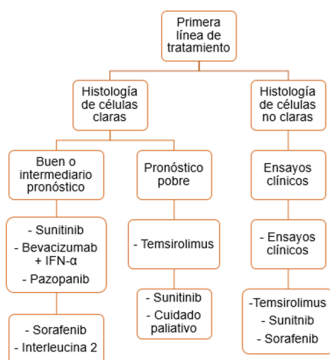 Primera
línea de
tratamiento
Histología
de células
claras
Histología
de células
no claras
Buen o
intermediario
pronóstico
Pronóstico
pobre
Ensayos
clínicos
- Sunitinib
- Bevacizumab
+ IFN-α
- Pazopanib
- Temsirolimus
- Ensayos
clínicos
- Sorafenib
- Interleucina 2
- Sunitinib
- Cuidado
paliativo
-Temsirolimus
- Sunitnib
- Sorafenib